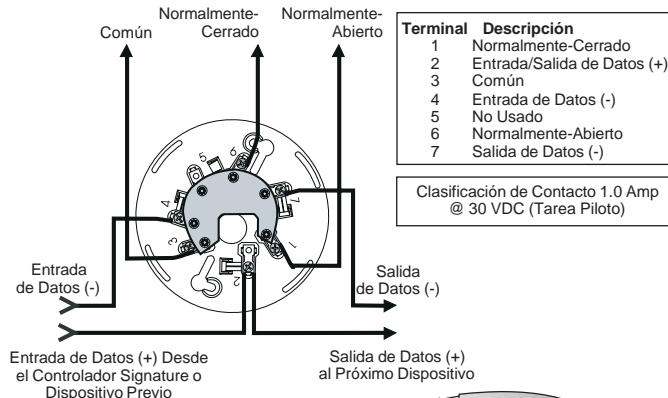 Común
Normalmente-
Cerrado
Normalmente-
Abierto
Terminal Descripción
1 Normalmente-Cerrado
2 Entrada/Salida de Datos (+)
3 Común
4 Entrada de Datos (-)
5 No Usado
6 Normalmente-Abierto
7 Salida de Datos (-)
Clasificación de Contacto 1.0 Amp
@ 30 VDC (Tarea Piloto)
5
6
4
7
3
1
2
Entrada
de Datos (-)
Salida
de Datos (-)
Entrada de Datos (+) Desde
el Controlador Signature o
Dispositivo Previo
Salida de Datos (+)
al Próximo Dispositivo